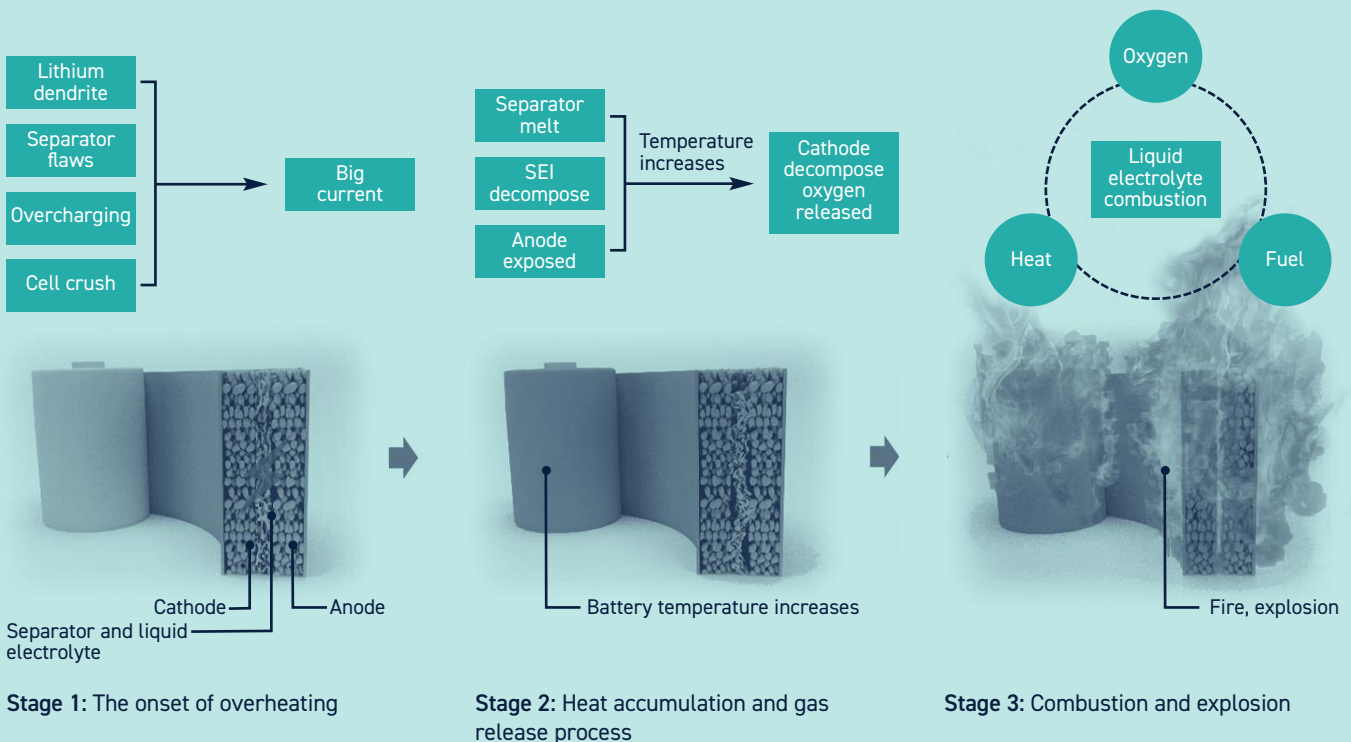 Lithium
dendrite
Separator
flaws
Overcharging
Cell crush
Big
current
Cathode
Anode
Separator and liquid
electrolyte
Stage 1: The onset of overheating
Separator
melt
SEI
decompose
Anode
exposed
Temperature
increases
Cathode
decompose
oxygen
released
Battery temperature increases
Stage 2: Heat accumulation and gas
release process
Oxygen
Liquid
electrolyte
combustion
Heat
Fuel
Fire, explosion
Stage 3: Combustion and explosion